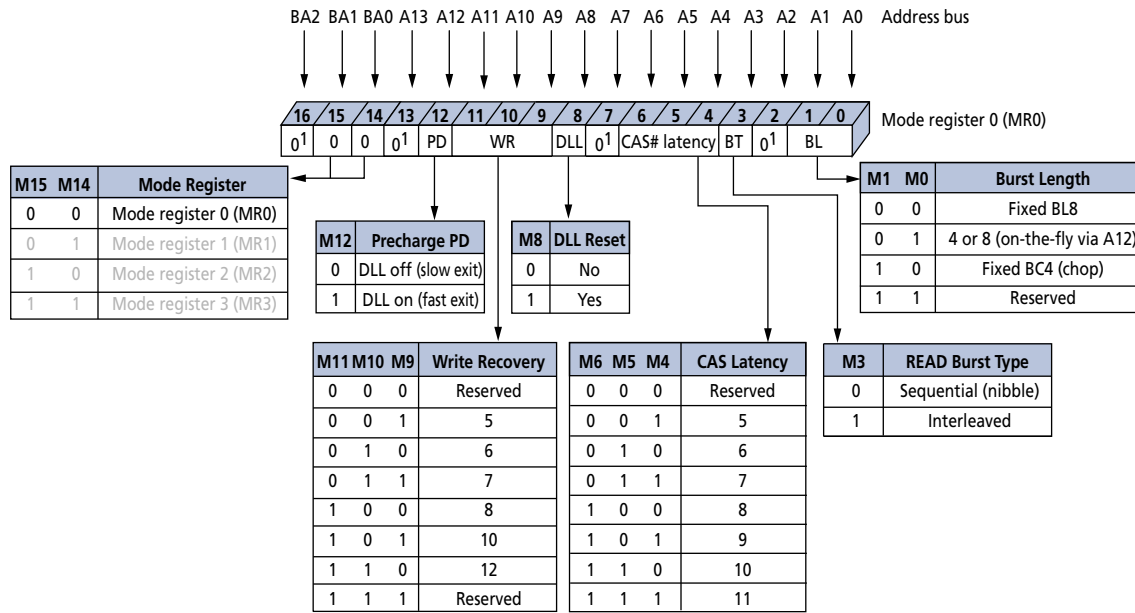 BA2 BA1 BA0 A13 A12 A11 A10 A9 A8 A7 A6 A5 A4 A3 A2 A1 A0 Address bus
16 15 14 13 12 11 10 9 8 7 6 5 4 3 2 1 0
Mode register 0 (MR0)
0¹ 0 0 0¹ PD WR DLL 0¹ CAS# latency BT 0¹ BL
M15 M14 Mode Register
0 0 Mode register 0 (MR0)
0 1 Mode register 1 (MR1)
1 0 Mode register 2 (MR2)
1 1 Mode register 3 (MR3)
M12 Precharge PD
0 DLL off (slow exit)
1 DLL on (fast exit)
M8 DLL Reset
0 No
1 Yes
M1 M0 Burst Length
0 0 Fixed BL8
0 1 4 or 8 (on-the-fly via A12)
1 0 Fixed BC4 (chop)
1 1 Reserved
M11 M10 M9 Write Recovery
0 0 0 Reserved
0 0 1 5
0 1 0 6
0 1 1 7
1 0 0 8
1 0 1 10
1 1 0 12
1 1 1 Reserved
M6 M5 M4 CAS Latency
0 0 0 Reserved
0 0 1 5
0 1 0 6
0 1 1 7
1 0 0 8
1 0 1 9
1 1 0 10
1 1 1 11
M3 READ Burst Type
0 Sequential (nibble)
1 Interleaved